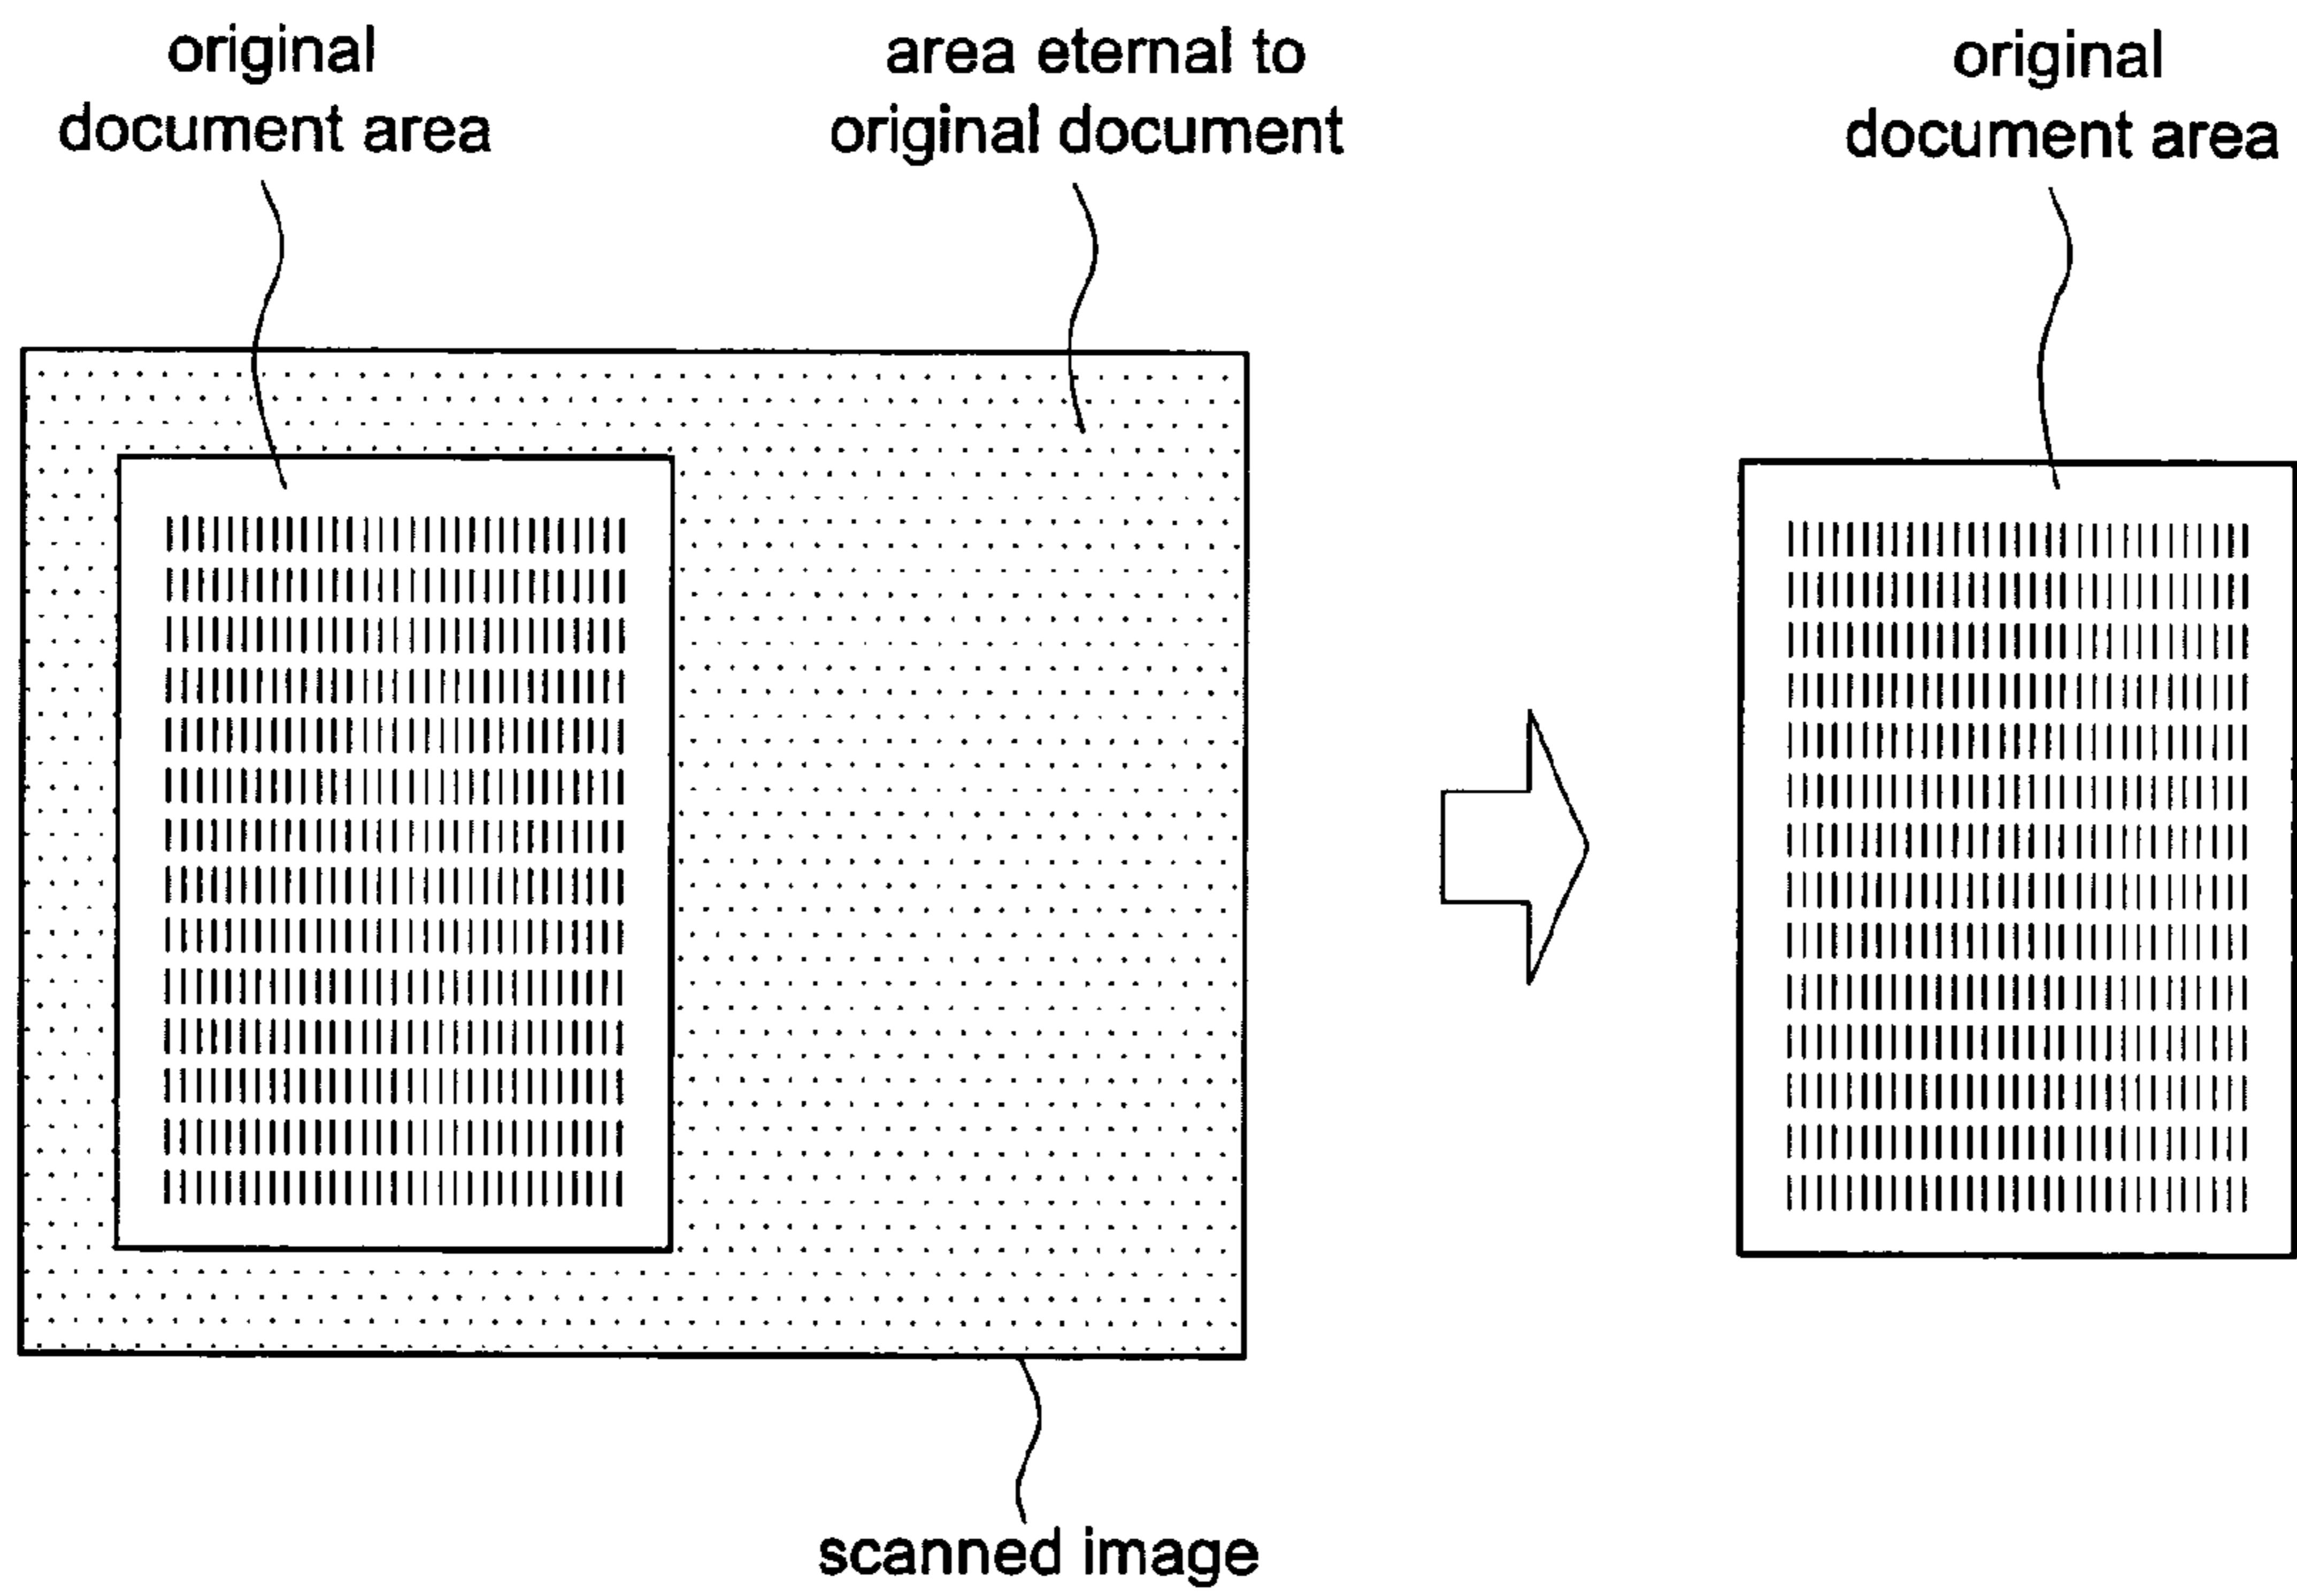 original
document area
area eternal to
original document
original
document area
scanned image